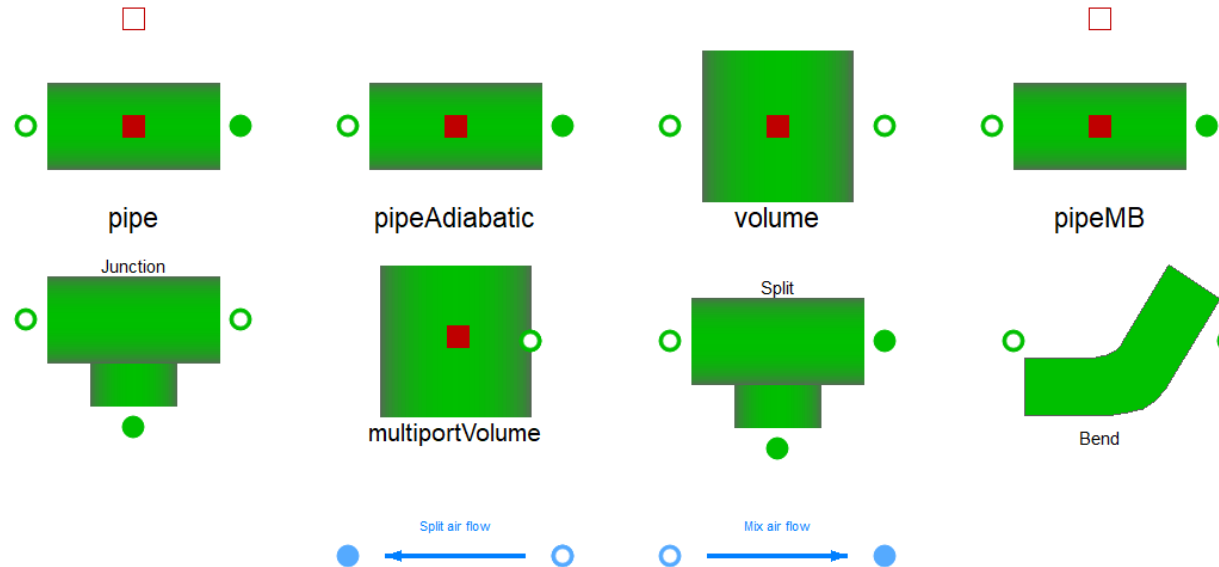 pipe
pipeAdiabatic
volume
pipeMB
Junction
multiportVolume
Split
Bend
Split air flow
Mix air flow